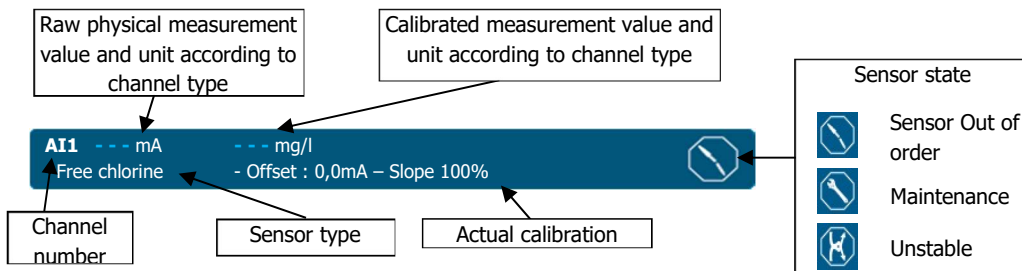 Raw physical measurement
value and unit according to
channel type
Calibrated measurement value and
unit according to channel type
Sensor state
Sensor Out of
order
Maintenance
Unstable
AI1 - - - mA - - - mg/l
Free chlorine - Offset : 0,0mA – Slope 100%
Channel
number
Sensor type
Actual calibration